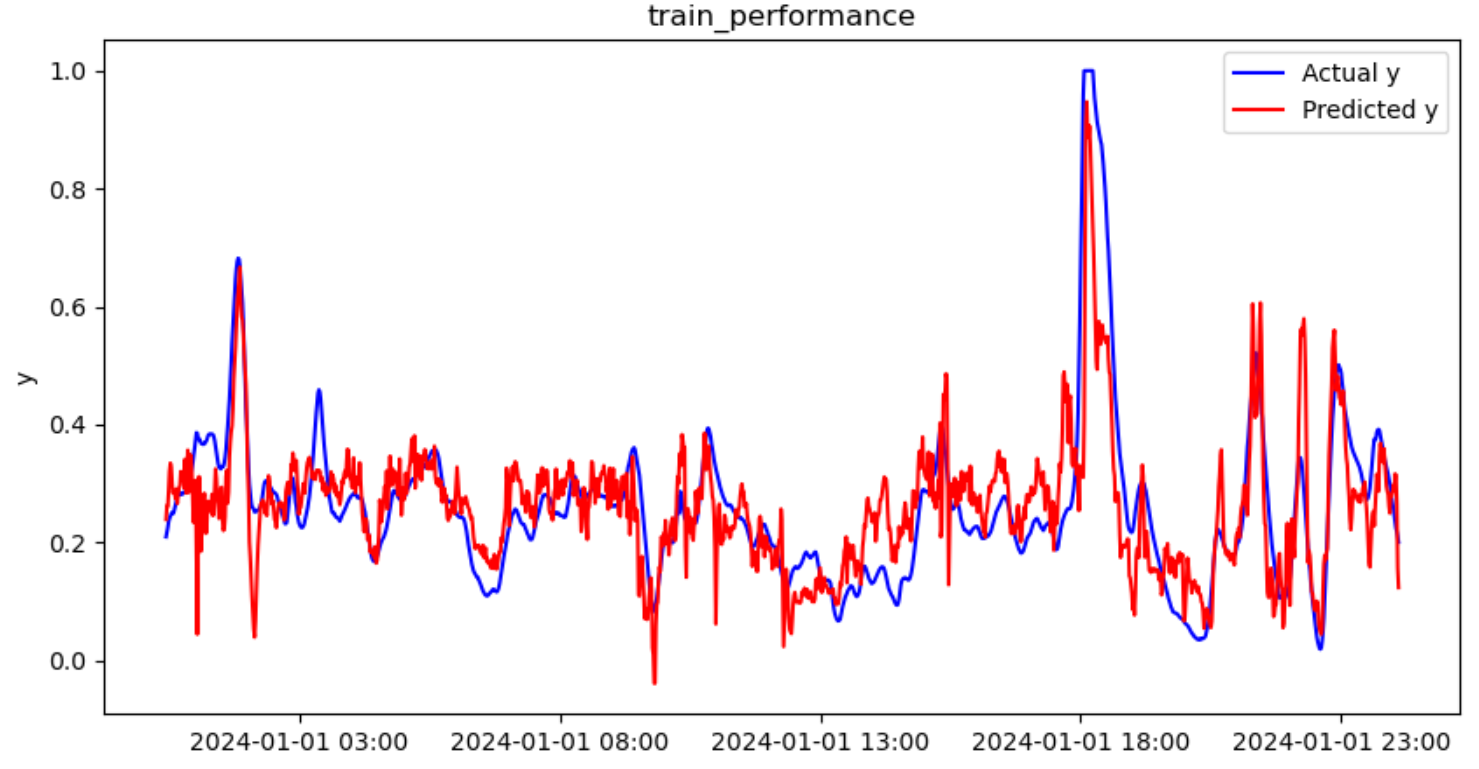 train_performance
Actual y
Predicted y
1.0
0.8
0.6
0.4
0.2
0.0
y
2024-01-01 03:00
2024-01-01 08:00
2024-01-01 13:00
2024-01-01 18:00
2024-01-01 23:00